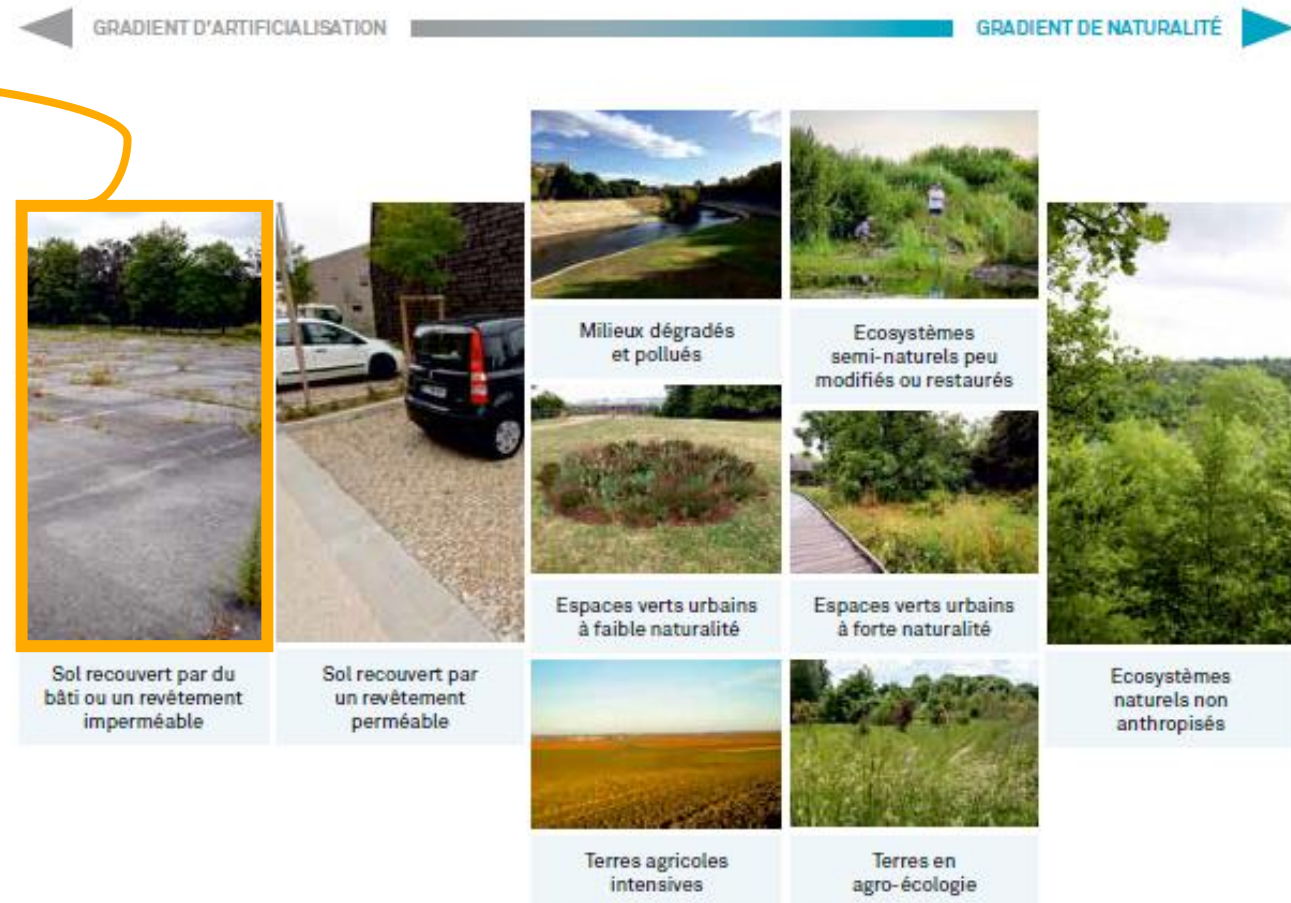 GRADIENT D'ARTIFICIALISATION
GRADIENT DE NATURALITÉ
Sol recouvert par du
bâti ou un revêtement
imperméable
Sol recouvert par
un revêtement
perméable
Milieux dégradés
et pollués
Espaces verts urbains
à faible naturalité
Terres agricoles
intensives
Ecosystèmes
semi-naturels peu
modifiés ou restaurés
Espaces verts urbains
à forte naturalité
Terres en
agro-écologie
Ecosystèmes
naturels non
anthropisés